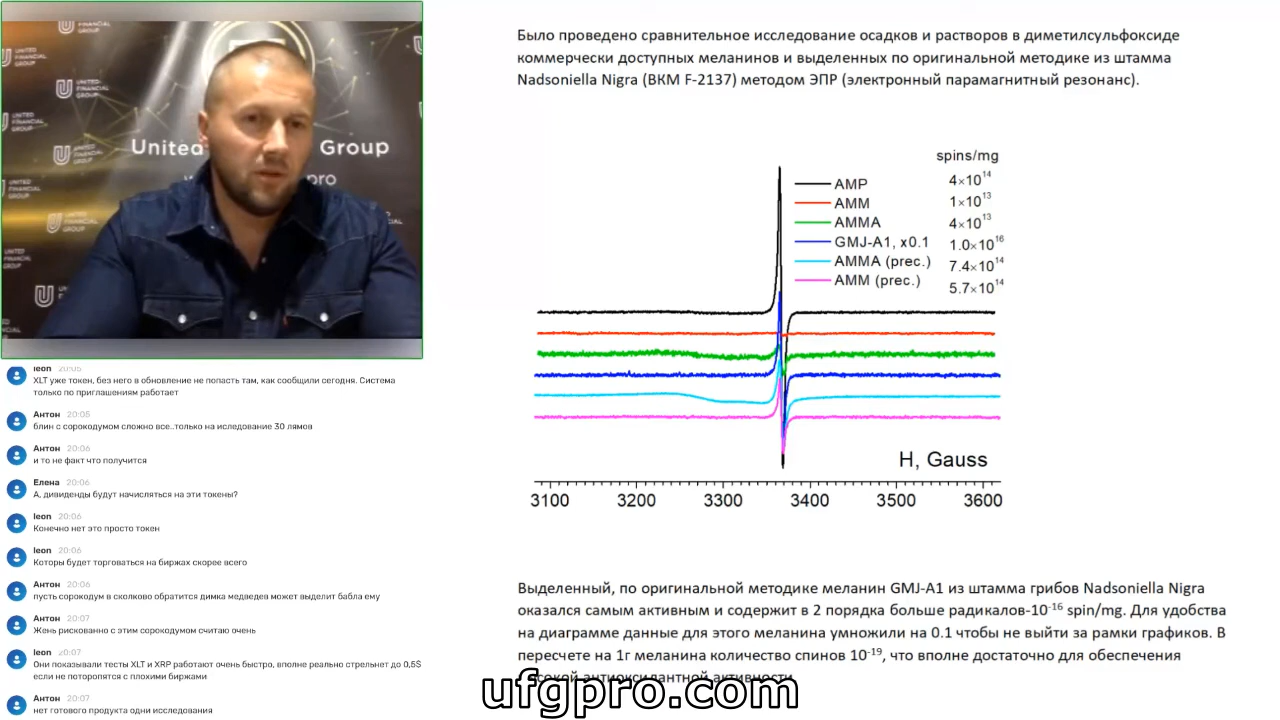 Было проведено сравнительное исследование осадков и растворов в диметилсульфоксиде
коммерчески доступных меланинов и выделенных по оригинальной методике из штамма
Nadsoniella Nigra (ВКМ F-2137) методом ЭПР (электронный парамагнитный резонанс).
UNITED FINANCIAL GROUP
United
Group
pro
spins/mg
AMP 4×10^14
AMM 1×10^13
AMMA 4×10^13
GMJ-A1, x0.1 1.0×10^16
AMMA (prec.) 7.4×10^14
AMM (prec.) 5.7×10^14
H, Gauss
3100 3200 3300 3400 3500 3600
Выделенный, по оригинальной методике меланин GMJ-A1 из штамма грибов Nadsoniella Nigra
оказался самым активным и содержит в 2 порядка больше радикалов-10^-16 spin/mg. Для удобства
на диаграмме данные для этого меланина умножили на 0.1 чтобы не выйти за рамки графиков. В
пересчете на 1г меланина количество спинов 10^-19, что вполне достаточно для обеспечения
высокой антиоксидантной активности.
ufgpro.com
leon 20:05
XLT уже токен, без него в обновление не попасть там, как сообщили сегодня. Система
только по приглашениям работает
Антон 20:05
блин с сорокодумом сложно все..только на иследование 30 лямов
Антон 20:06
и то не факт что получится
Елена 20:06
А, дивиденды будут начисляться на эти токены?
leon 20:06
Конечно нет это просто токен
leon 20:06
Которы будет торговаться на биржах скорее всего
Антон 20:06
пусть сорокодум в сколково обратится димка медведев может выделит бабла ему
Антон 20:07
Жень рискованно с этим сорокодумом считаю очень
leon 20:07
Они показывали тесты XLT и XRP работают очень быстро, вполне реально стрельнет до 0,5$
если не поторопятся с плохими биржами
Антон 20:07
нет готового продукта одни исследования